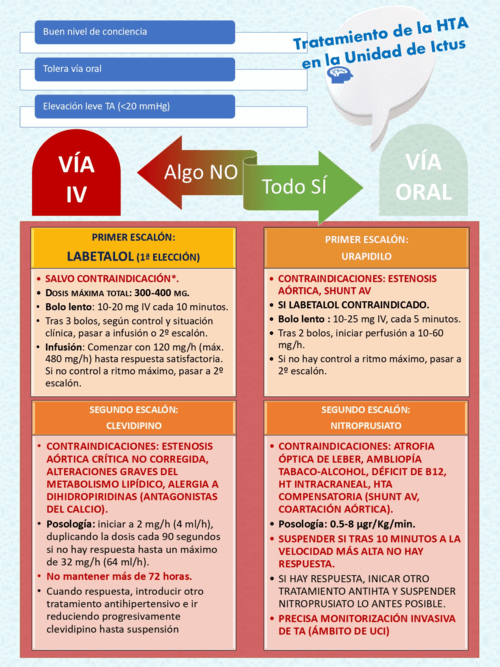 Buen nivel de conciencia
Tolera vía oral
Elevación leve TA (<20 mmHg)
Tratamiento de la HTA
en la Unidad de Ictus
VÍA
IV
Algo NO
Todo SÍ
VÍA
ORAL
PRIMER ESCALÓN:
LABETALOL (1ª ELECCIÓN)
• SALVO CONTRAINDICACIÓN*.
• DOSIS MÁXIMA TOTAL: 300-400 MG.
• Bolo lento: 10-20 mg IV cada 10 minutos.
• Tras 3 bolos, según control y situación
clínica, pasar a infusión o 2º escalón.
• Infusión: Comenzar con 120 mg/h (máx.
480 mg/h) hasta respuesta satisfactoria.
Si no control a ritmo máximo, pasar a 2º
escalón.
PRIMER ESCALÓN:
URAPIDILO
• CONTRAINDICACIONES: ESTENOSIS
AÓRTICA, SHUNT AV
• SI LABETALOL CONTRAINDICADO.
• Bolo lento : 10-25 mg IV, cada 5 minutos.
• Tras 2 bolos, iniciar perfusión a 10-60
mg/h.
• Si no hay control a ritmo máximo, pasar a
2º escalón.
SEGUNDO ESCALÓN:
CLEVIDIPINO
• CONTRAINDICACIONES: ESTENOSIS
AÓRTICA CRÍTICA NO CORREGIDA,
ALTERACIONES GRAVES DEL
METABOLISMO LIPÍDICO, ALERGIA A
DIHIDROPIRIDINAS (ANTAGONISTAS
DEL CALCIO).
• Posología: iniciar a 2 mg/h (4 ml/h),
duplicando la dosis cada 90 segundos
si no hay respuesta hasta un máximo
de 32 mg/h (64 ml/h).
• No mantener más de 72 horas.
• Cuando respuesta, introducir otro
tratamiento antihipertensivo e ir
reduciendo progresivamente
clevidipino hasta suspensión
SEGUNDO ESCALÓN:
NITROPRUSIATO
• CONTRAINDICACIONES: ATROFIA
ÓPTICA DE LEBER, AMBLIOPÍA
TABACO-ALCOHOL, DÉFICIT DE B12,
HT INTRACRANEAL, HTA
COMPENSATORIA (SHUNT AV,
COARTACIÓN AÓRTICA).
• Posología: 0.5-8 µgr/Kg/min.
• SUSPENDER SI TRAS 10 MINUTOS A LA
VELOCIDAD MÁS ALTA NO HAY
RESPUESTA.
• SI HAY RESPUESTA, INICAR OTRO
TRATAMIENTO ANTIHTA Y SUSPENDER
NITROPRUSIATO LO ANTES POSIBLE.
• PRECISA MONITORIZACIÓN INVASIVA
DE TA (ÁMBITO DE UCI)